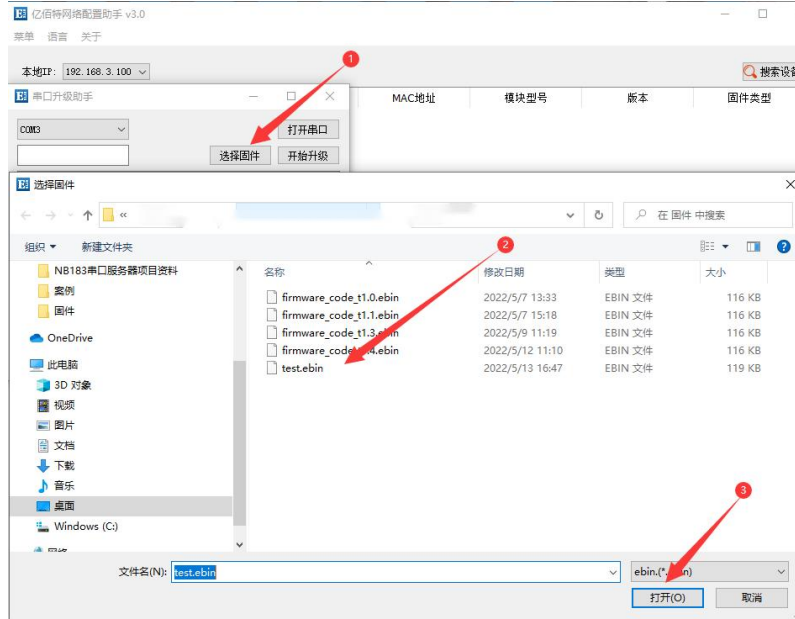 亿佰特网络配置助手 v3.0
菜单 语言 关于
1
本地IP: 192.168.3.100 搜索设备
串口升级助手 MAC地址 模块型号 版本 固件类型
COM3 打开串口
选择固件 开始升级
选择固件
« 在 固件 中搜索
组织 新建文件夹 2
NB183串口服务器项目资料 名称 修改日期 类型 大小
案例 firmware_code_t1.0.ebin 2022/5/7 13:33 EBIN 文件 116 KB
固件 firmware_code_t1.1.ebin 2022/5/7 15:18 EBIN 文件 116 KB
firmware_code_t1.3.ebin 2022/5/9 11:19 EBIN 文件 116 KB
OneDrive firmware_code_t1.4.ebin 2022/5/12 11:10 EBIN 文件 116 KB
此电脑 test.ebin 2022/5/13 16:47 EBIN 文件 119 KB
3D 对象
视频
图片
文档
下载
音乐
桌面 3
Windows (C:)
文件名(N): test.ebin
打开(O) 取消